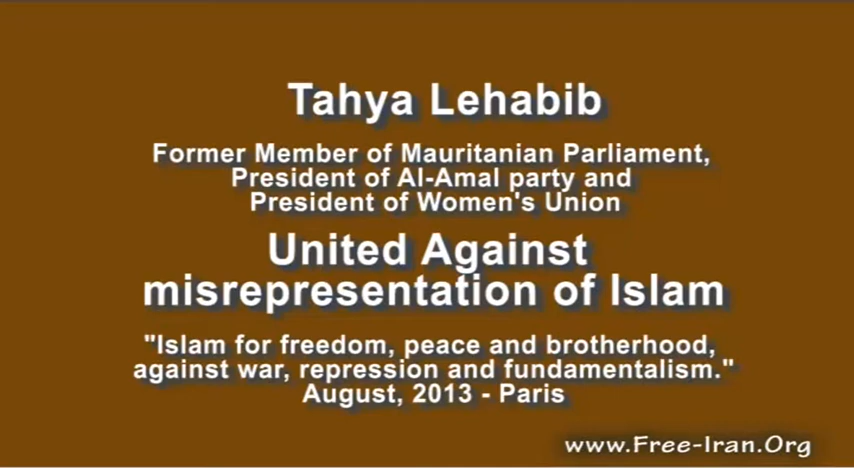 Tahya Lehabib
Former Member of Mauritanian Parliament,
President of Al-Amal party and
President of Women's Union
United Against
misrepresentation of Islam
"Islam for freedom, peace and brotherhood,
against war, repression and fundamentalism."
August, 2013 - Paris
www.Free-Iran.Org